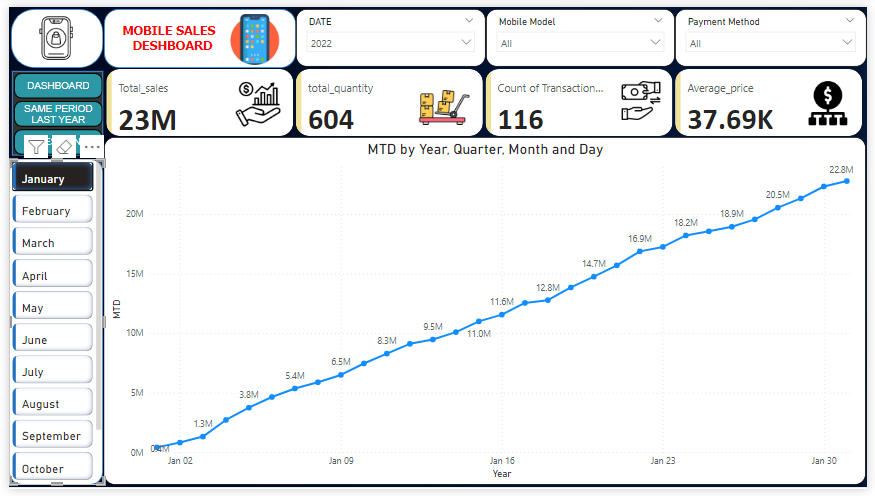 MOBILE SALES
DESHBOARD
DATE
2022
Mobile Model
All
Payment Method
All
DASHBOARD
SAME PERIOD
LAST YEAR
Total_sales
23M
total_quantity
604
Count of Transaction...
116
Average_price
37.69K
January
February
March
April
May
June
July
August
September
October
MTD by Year, Quarter, Month and Day
MTD
20M
15M
10M
5M
0M
0.4M
1.3M
3.8M
5.4M
6.5M
8.3M
9.5M
11.0M
11.6M
12.8M
14.7M
16.9M
18.2M
18.9M
20.5M
22.8M
Jan 02
Jan 09
Jan 16
Jan 23
Jan 30
Year